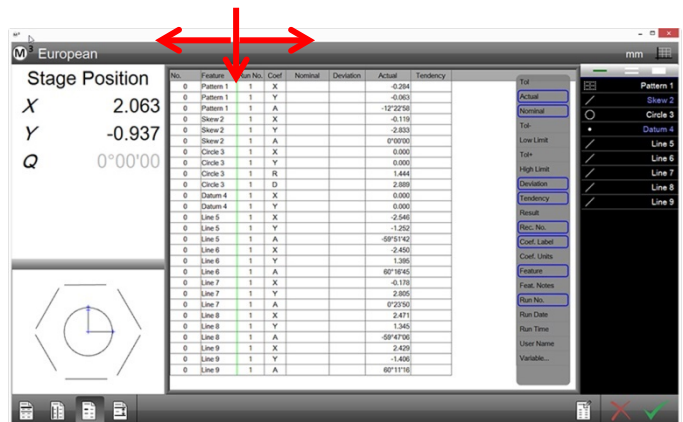 M3 European mm
Stage Position
X 2.063
Y -0.937
Q 0°00'00
No. Feature Run No. Coef Nominal Deviation Actual Tendency
0 Pattern 1 1 X -0.284
0 Pattern 1 1 Y -0.063
0 Pattern 1 1 A -12°22'58
0 Skew 2 1 X -0.119
0 Skew 2 1 Y -2.833
0 Skew 2 1 A 0°00'00
0 Circle 3 1 X 0.000
0 Circle 3 1 Y 0.000
0 Circle 3 1 R 1.444
0 Circle 3 1 D 2.889
0 Datum 4 1 X 0.000
0 Datum 4 1 Y 0.000
0 Line 5 1 X -2.546
0 Line 5 1 Y -1.252
0 Line 5 1 A -59°51'42
0 Line 6 1 X -2.450
0 Line 6 1 Y 1.395
0 Line 6 1 A 60°16'45
0 Line 7 1 X -0.178
0 Line 7 1 Y 2.805
0 Line 7 1 A 0°23'50
0 Line 8 1 X 2.471
0 Line 8 1 Y 1.345
0 Line 8 1 A -59°47'06
0 Line 9 1 X 2.429
0 Line 9 1 Y -1.406
0 Line 9 1 A 60°11'16
Tol
Actual
Nominal
Tol-
Low Limit
Tol+
High Limit
Deviation
Tendency
Result
Rec. No.
Coef. Label
Coef. Units
Feature
Feat. Notes
Run No.
Run Date
Run Time
User Name
Variable...
Pattern 1
Skew 2
Circle 3
Datum 4
Line 5
Line 6
Line 7
Line 8
Line 9